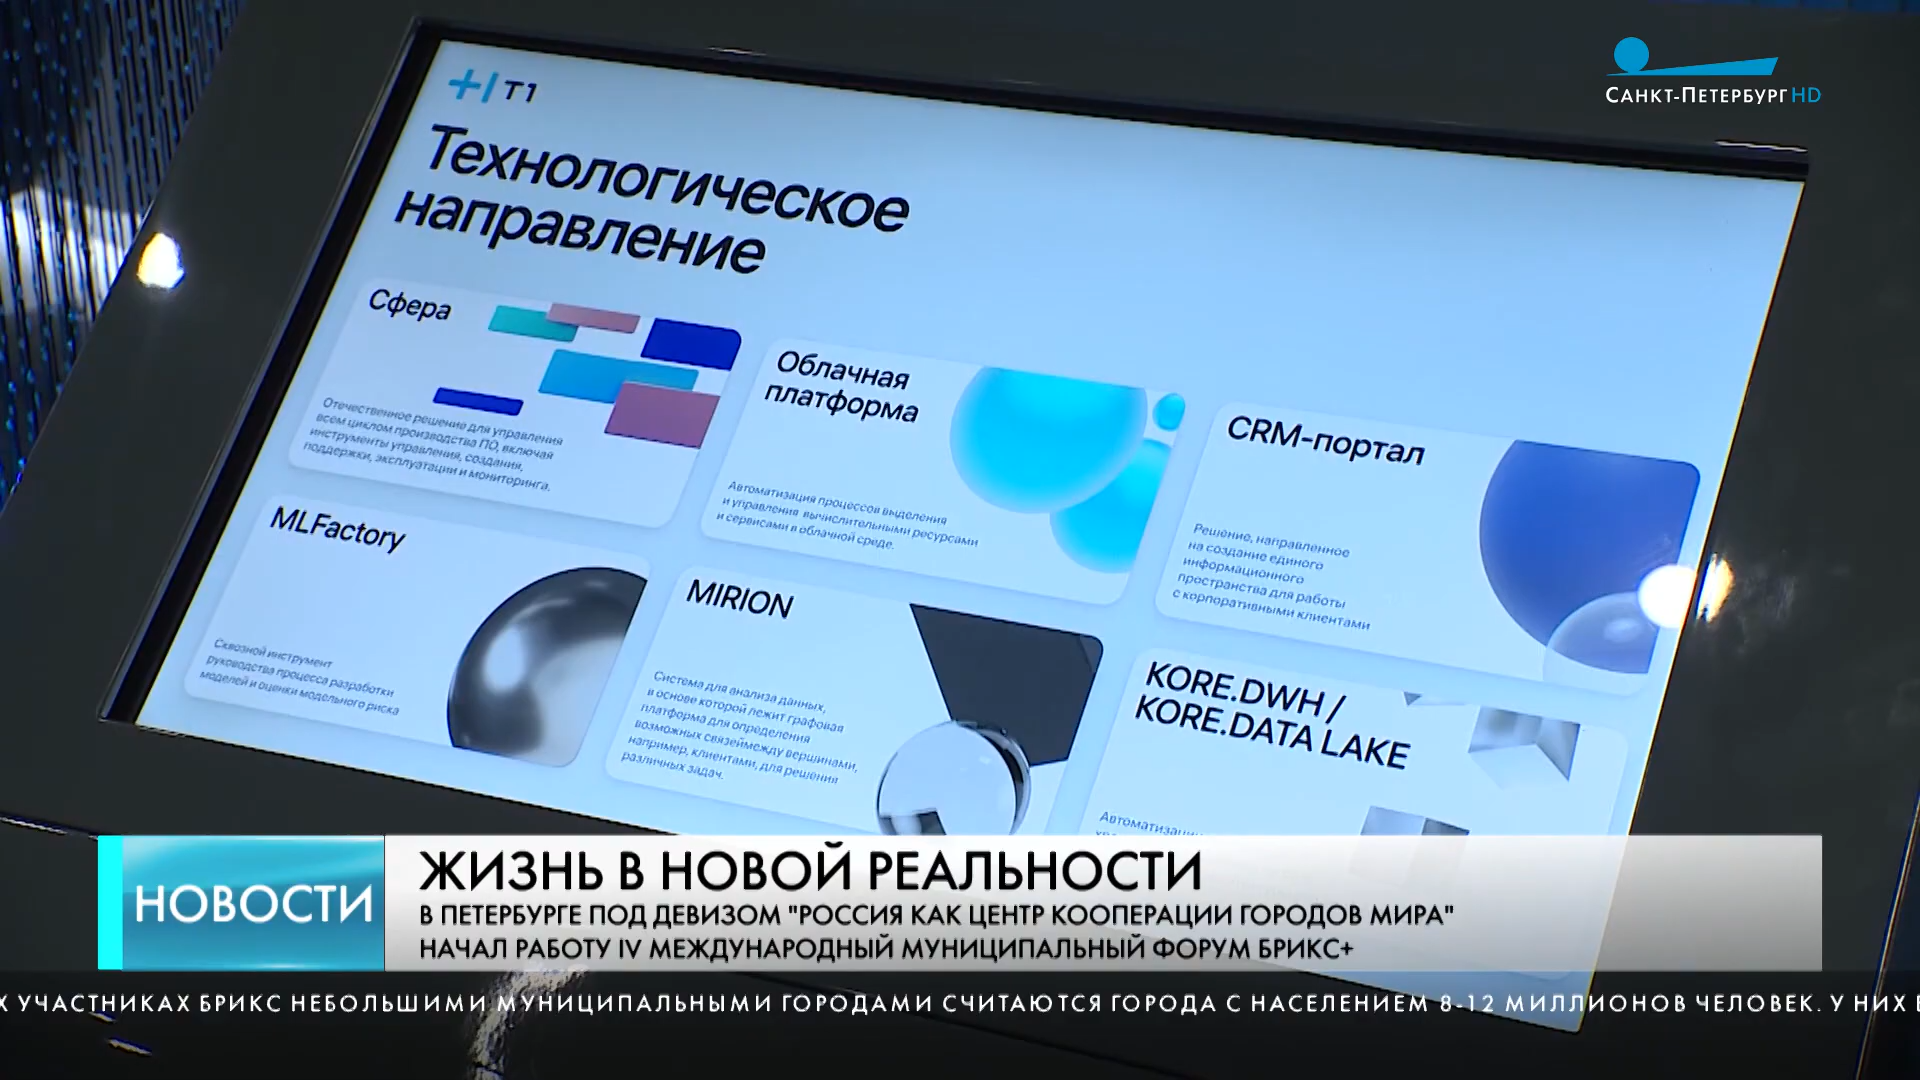 САНКТ-ПЕТЕРБУРГ HD
Т1
Технологическое
направление
Сфера
Отечественное решение для управления
всем циклом производства ПО, включая
инструменты управления, создания,
поддержки, эксплуатации и мониторинга.
Облачная
платформа
Автоматизация процессов выделения
и управления вычислительными ресурсами
и сервисами в облачной среде.
CRM-портал
Решение, направленное
на создание единого
информационного
пространства для работы
с корпоративными клиентами
MLFactory
Сквозной инструмент
руководства процесса разработки
моделей и оценки модельного риска
MIRION
Система для анализа данных,
в основе которой лежит графовая
платформа для определения
возможных связеймежду вершинами,
например, клиентами, для решения
различных задач.
KORE.DWH /
KORE.DATA LAKE
НОВОСТИ
ЖИЗНЬ В НОВОЙ РЕАЛЬНОСТИ
В ПЕТЕРБУРГЕ ПОД ДЕВИЗОМ "РОССИЯ КАК ЦЕНТР КООПЕРАЦИИ ГОРОДОВ МИРА"
НАЧАЛ РАБОТУ IV МЕЖДУНАРОДНЫЙ МУНИЦИПАЛЬНЫЙ ФОРУМ БРИКС+
Х УЧАСТНИКАХ БРИКС НЕБОЛЬШИМИ МУНИЦИПАЛЬНЫМИ ГОРОДАМИ СЧИТАЮТСЯ ГОРОДА С НАСЕЛЕНИЕМ 8-12 МИЛЛИОНОВ ЧЕЛОВЕК. У НИХ